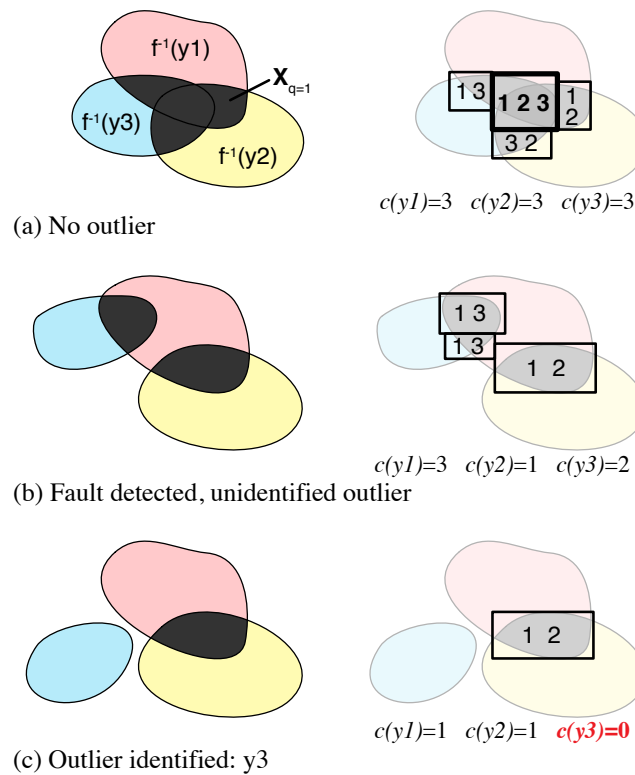 f⁻¹(y1)
X q=1
f⁻¹(y3)
f⁻¹(y2)
1 3
1 2 3
1
2
3 2
c(y1)=3 c(y2)=3 c(y3)=3
(a) No outlier
1 3
1 3
1 2
c(y1)=3 c(y2)=1 c(y3)=2
(b) Fault detected, unidentified outlier
1 2
c(y1)=1 c(y2)=1 c(y3)=0
(c) Outlier identified: y3